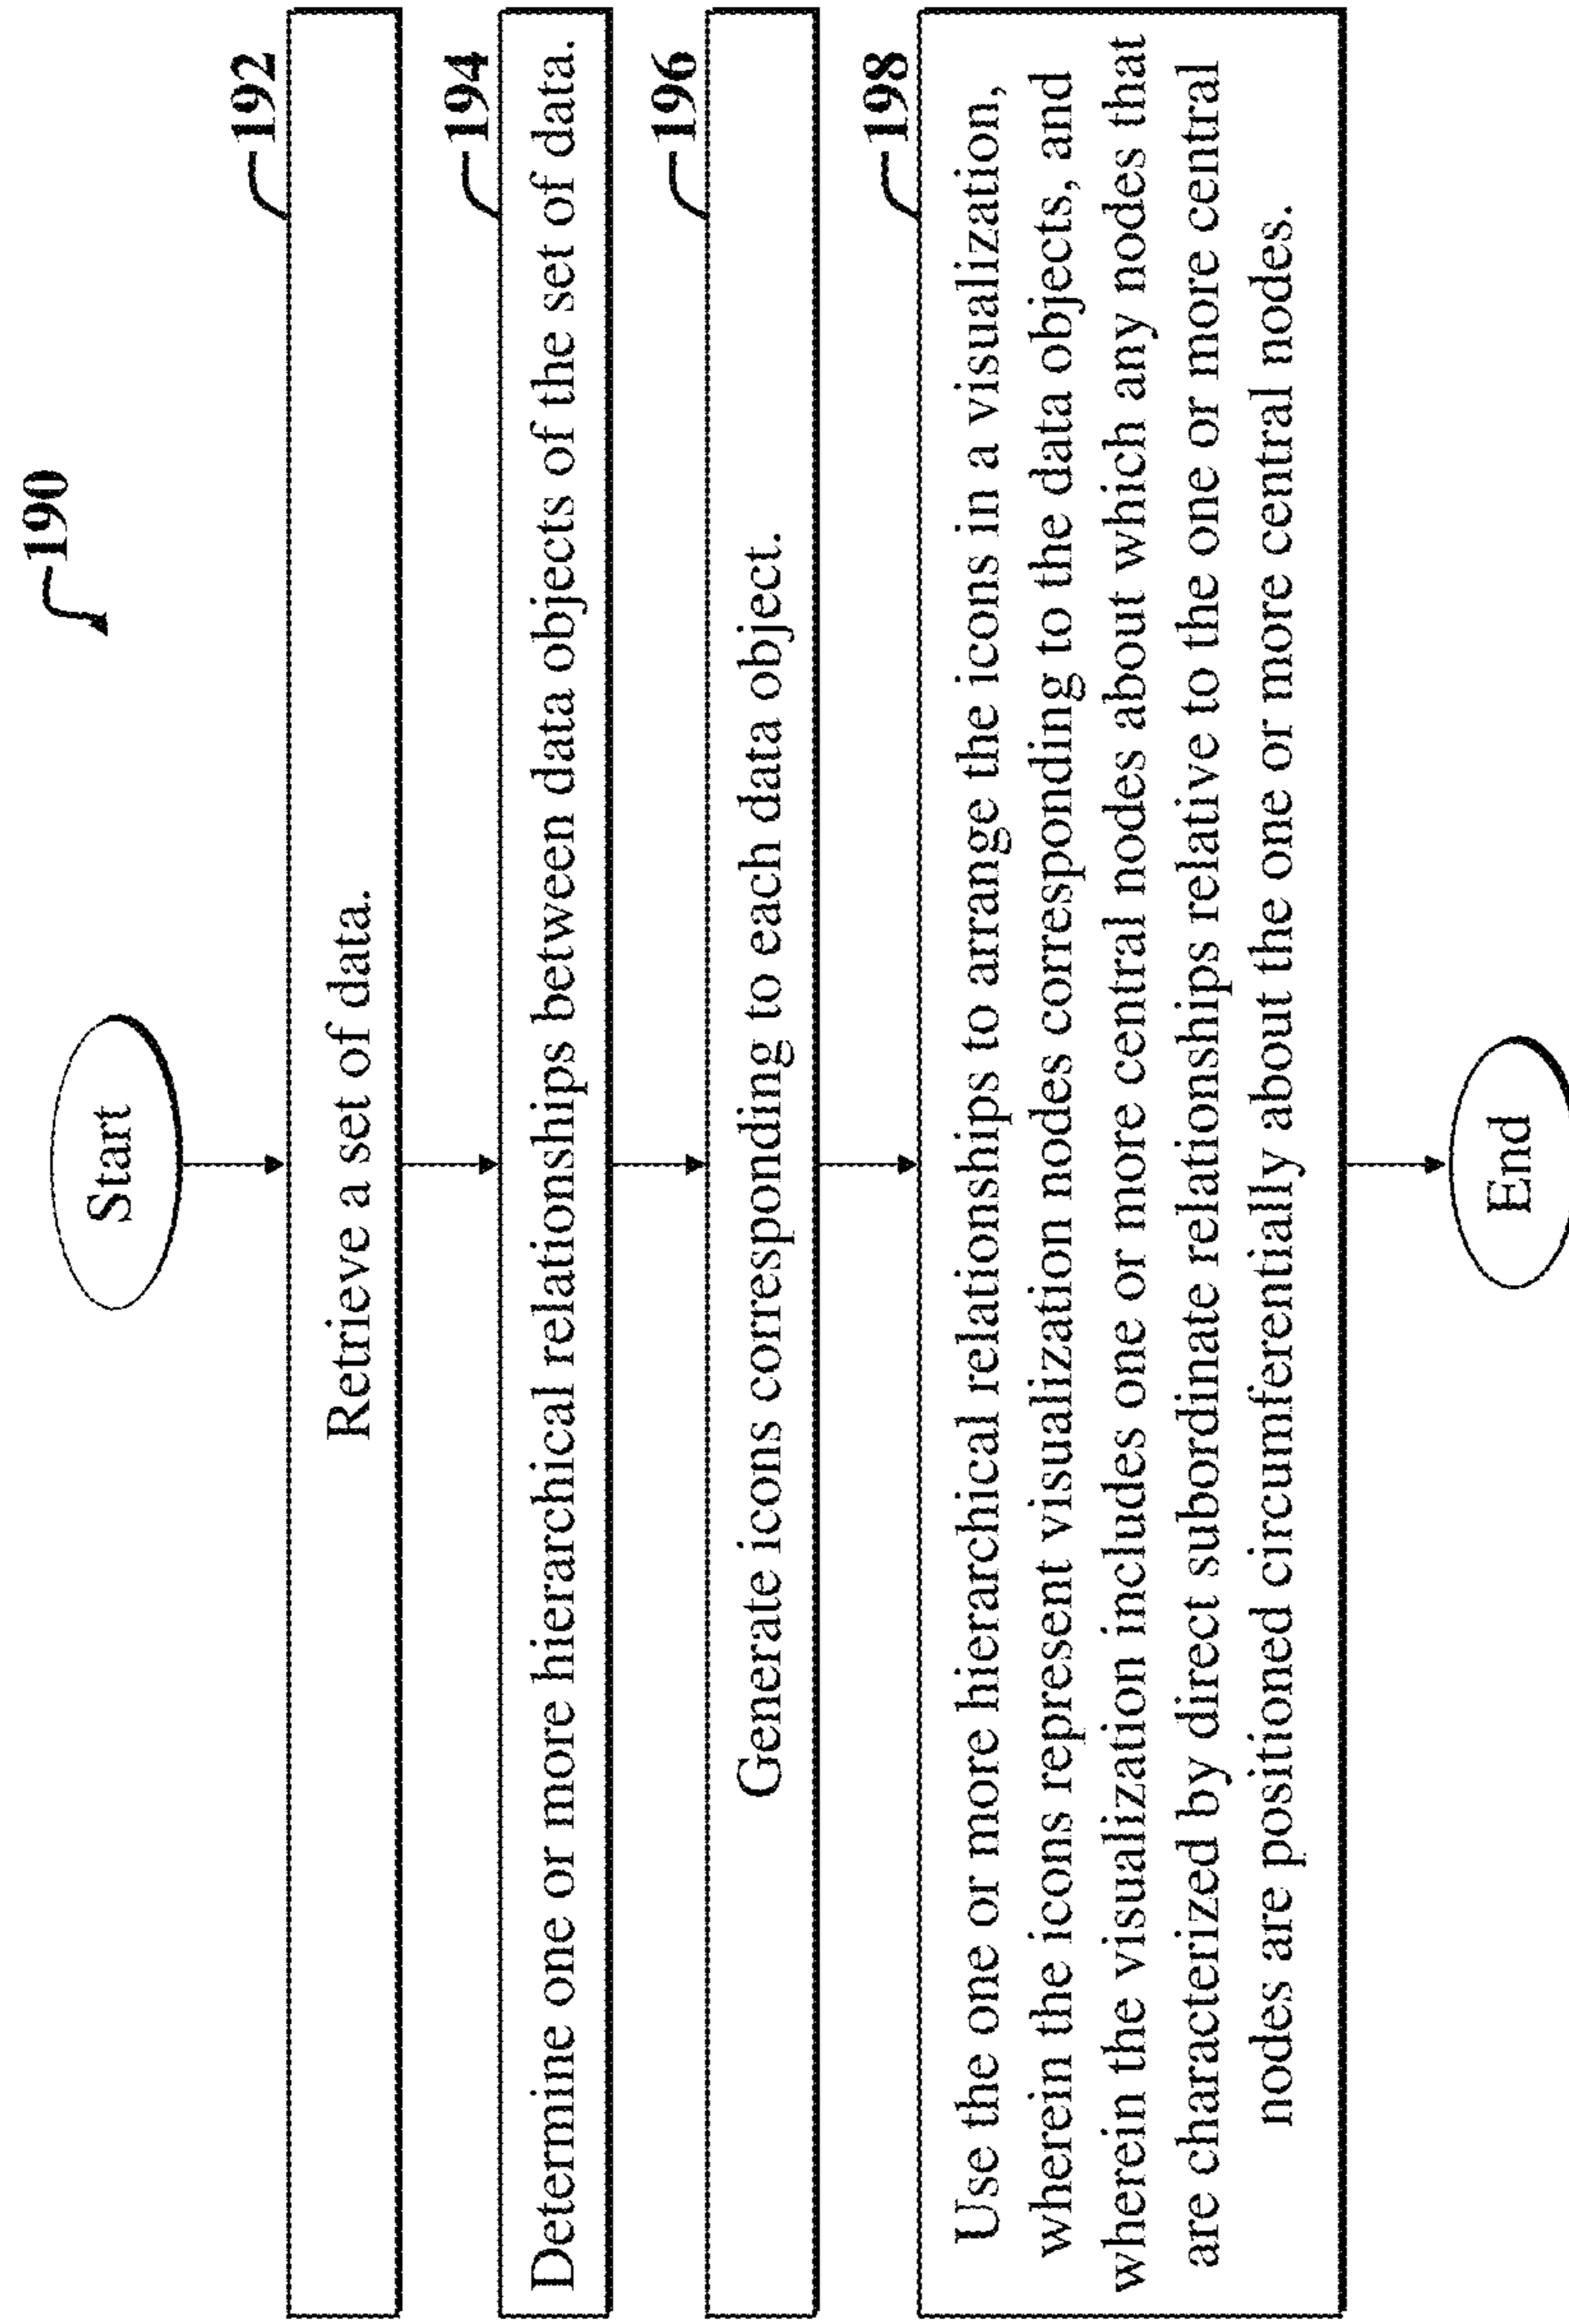 190
Start
192
Retrieve a set of data.
194
Determine one or more hierarchical relationships between data objects of the set of data.
196
Generate icons corresponding to each data object.
198
Use the one or more hierarchical relationships to arrange the icons in a visualization,
wherein the icons represent visualization nodes corresponding to the data objects, and
wherein the visualization includes one or more central nodes about which any nodes that
are characterized by direct subordinate relationships relative to the one or more central
nodes are positioned circumferentially about the one or more central nodes.
End